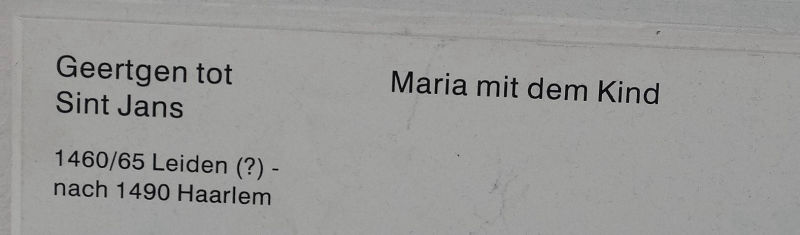 Geertgen tot
Sint Jans
1460/65 Leiden (?) -
nach 1490 Haarlem
Maria mit dem Kind